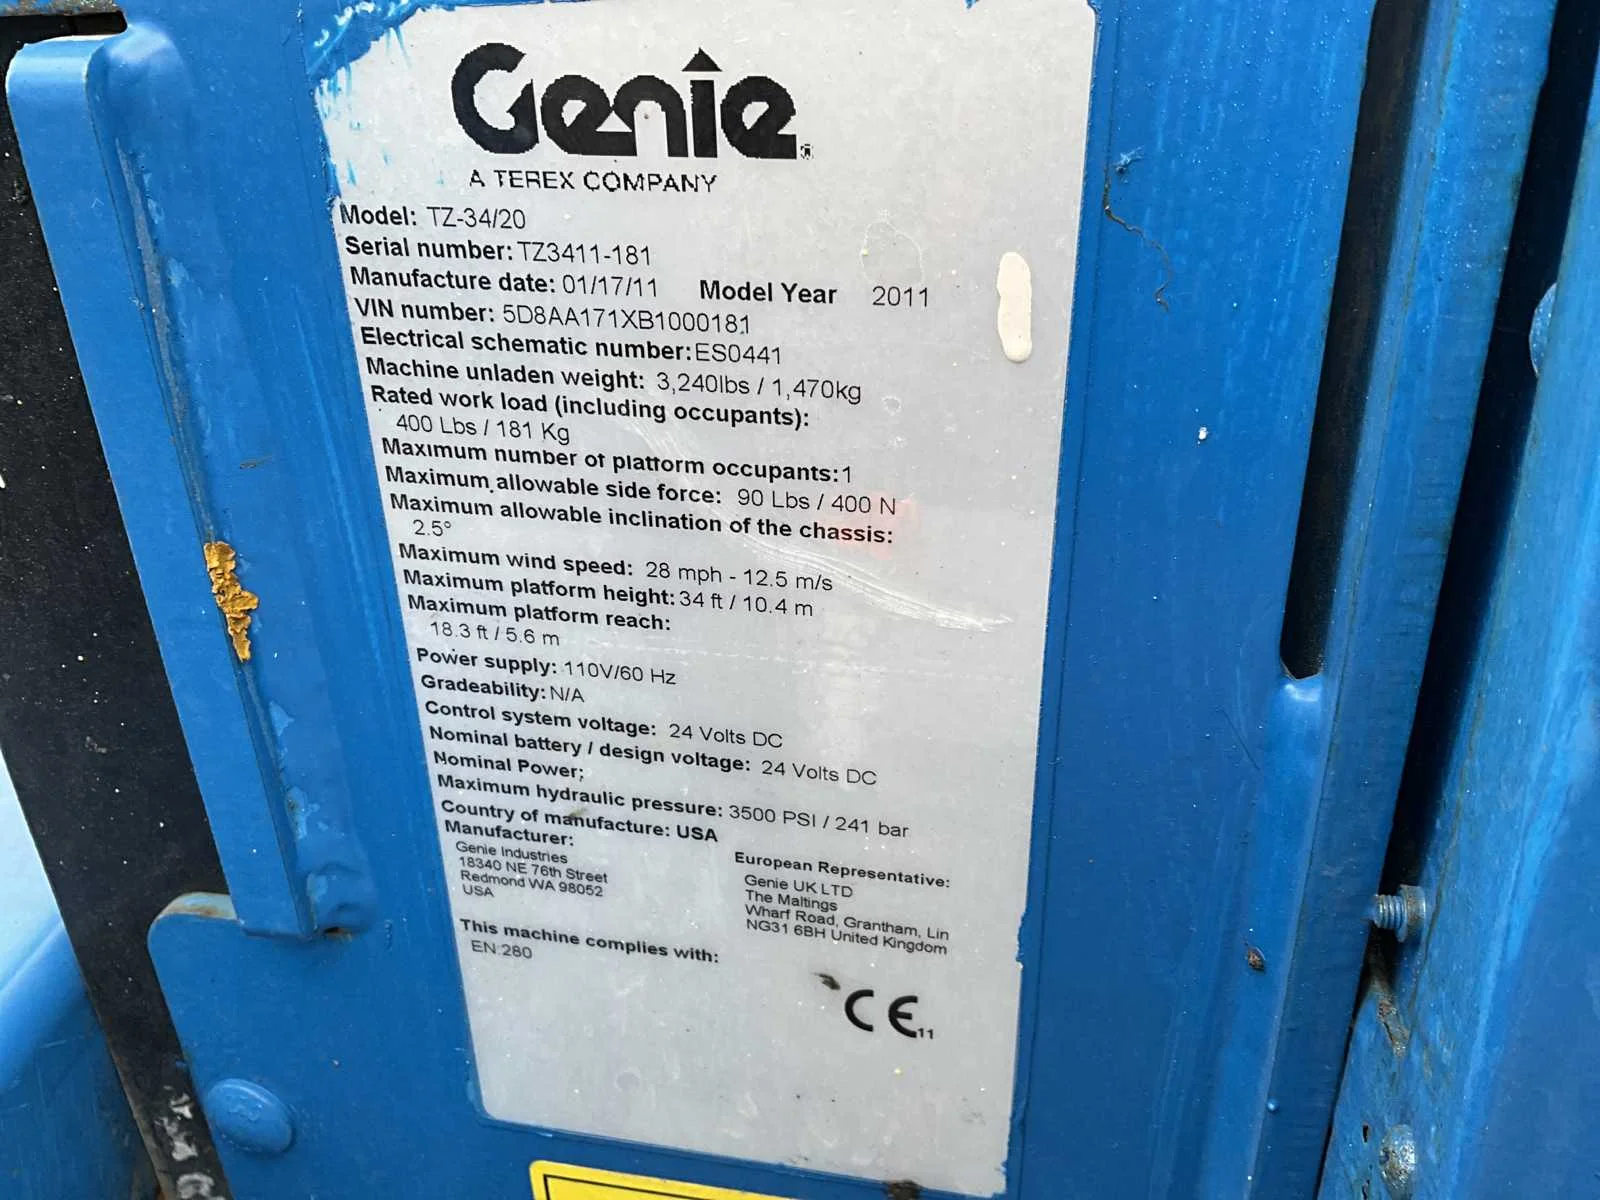 Genie
A TEREX COMPANY
Model: TZ-34/20
Serial number: TZ3411-181
Manufacture date: 01/17/11 Model Year 2011
VIN number: 5D8AA171XB1000181
Electrical schematic number: ES0441
Machine unladen weight: 3,240lbs / 1,470kg
Rated work load (including occupants):
400 Lbs / 181 Kg
Maximum number of platform occupants: 1
Maximum allowable side force: 90 Lbs / 400 N
Maximum allowable inclination of the chassis:
2.5°
Maximum wind speed: 28 mph - 12.5 m/s
Maximum platform height: 34 ft / 10.4 m
Maximum platform reach:
18.3 ft / 5.6 m
Power supply: 110V/60 Hz
Gradeability: N/A
Control system voltage: 24 Volts DC
Nominal battery / design voltage: 24 Volts DC
Nominal Power;
Maximum hydraulic pressure: 3500 PSI / 241 bar
Country of manufacture: USA
Manufacturer:
Genie Industries
18340 NE 76th Street
Redmond WA 98052
USA
European Representative:
Genie UK LTD
The Maltings
Wharf Road, Grantham, Lin
NG31 6BH United Kingdom
This machine complies with:
EN:280
CE 11